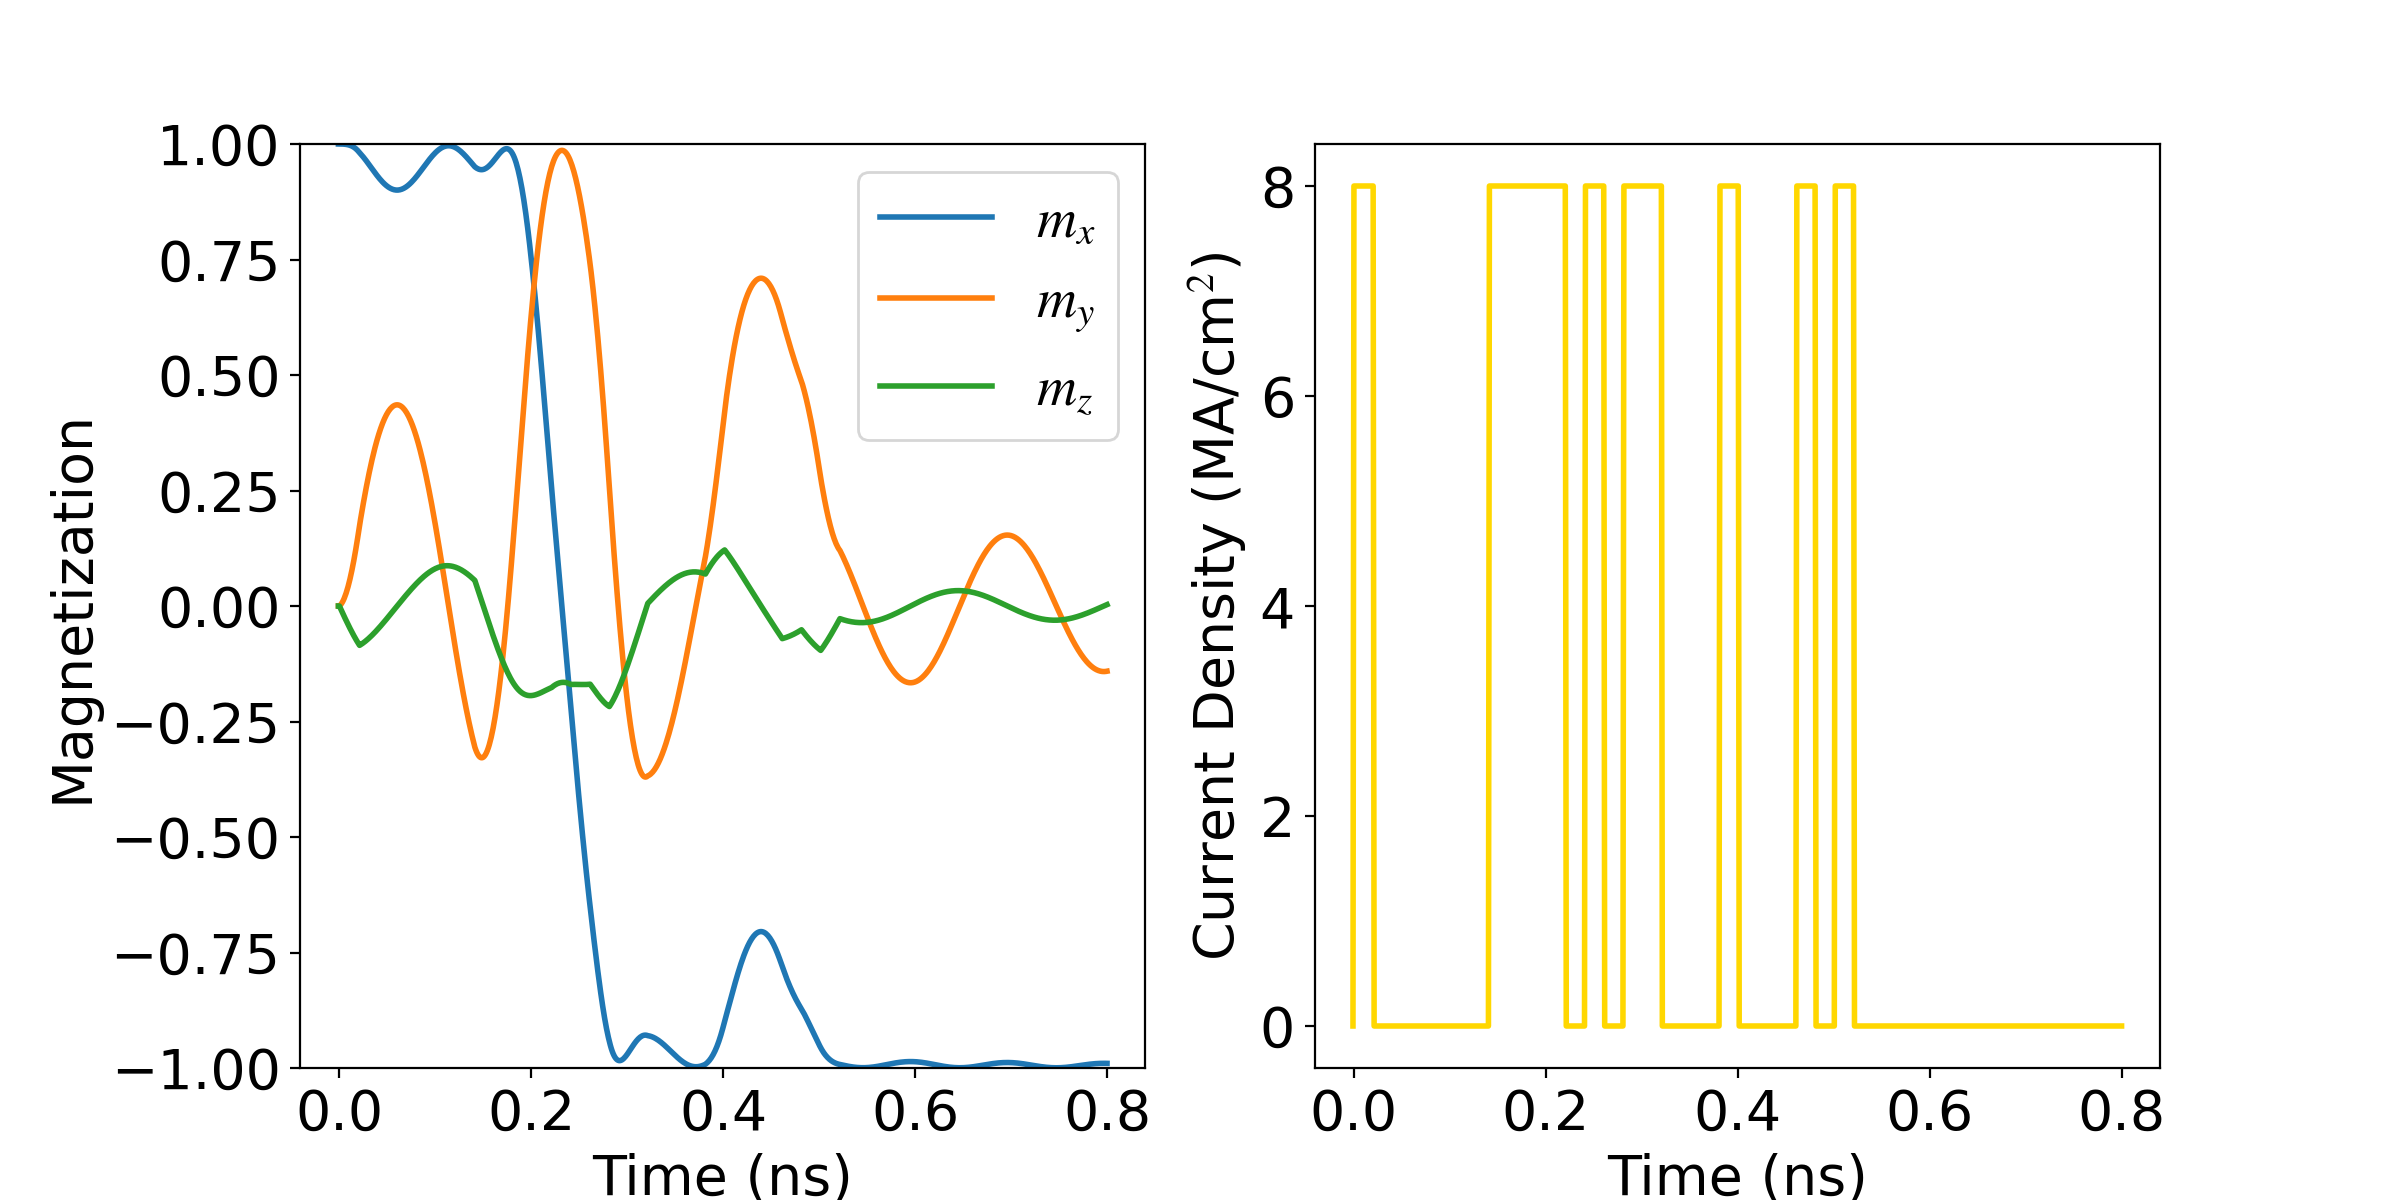 1.00
0.75
0.50
0.25
0.00
−0.25
−0.50
−0.75
−1.00
Magnetization
0.0 0.2 0.4 0.6 0.8
Time (ns)
m_x
m_y
m_z
8
6
4
2
0
Current Density (MA/cm²)
0.0 0.2 0.4 0.6 0.8
Time (ns)